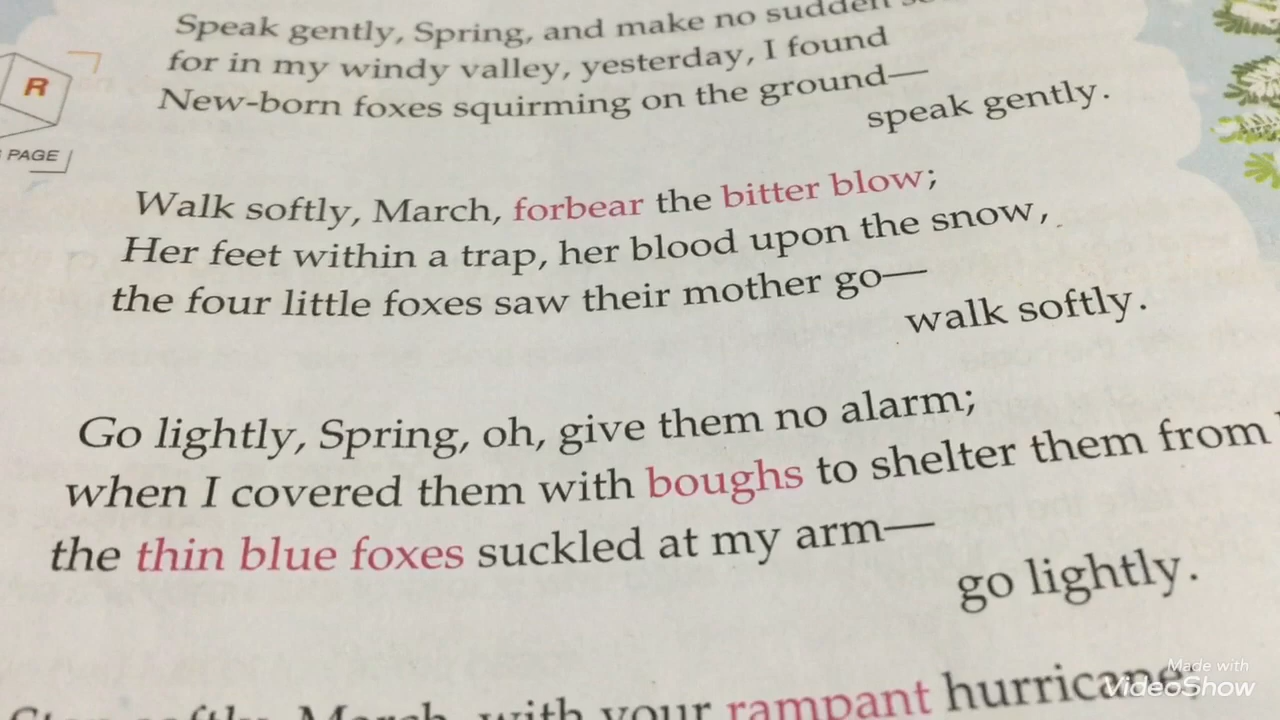 Speak gently, Spring, and make no sudden
for in my windy valley, yesterday, I found
New-born foxes squirming on the ground—
speak gently.
R
PAGE
Walk softly, March, forbear the bitter blow;
Her feet within a trap, her blood upon the snow,
the four little foxes saw their mother go—
walk softly.
Go lightly, Spring, oh, give them no alarm;
when I covered them with boughs to shelter them from
the thin blue foxes suckled at my arm—
go lightly.
March, with your rampant hurricane;
Made with
VideoShow